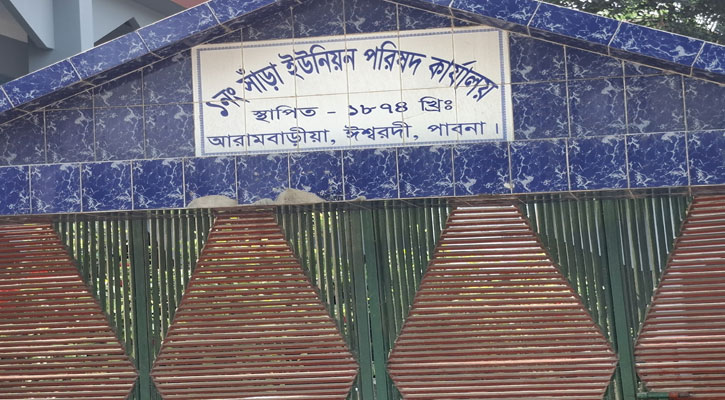 ১নং সাঁড়া ইউনিয়ন পরিষদ কার্যালয়
স্থাপিত - ১৮৭৪ খ্রিঃ
আরামবাড়ীয়া, ঈশ্বরদী, পাবনা ।